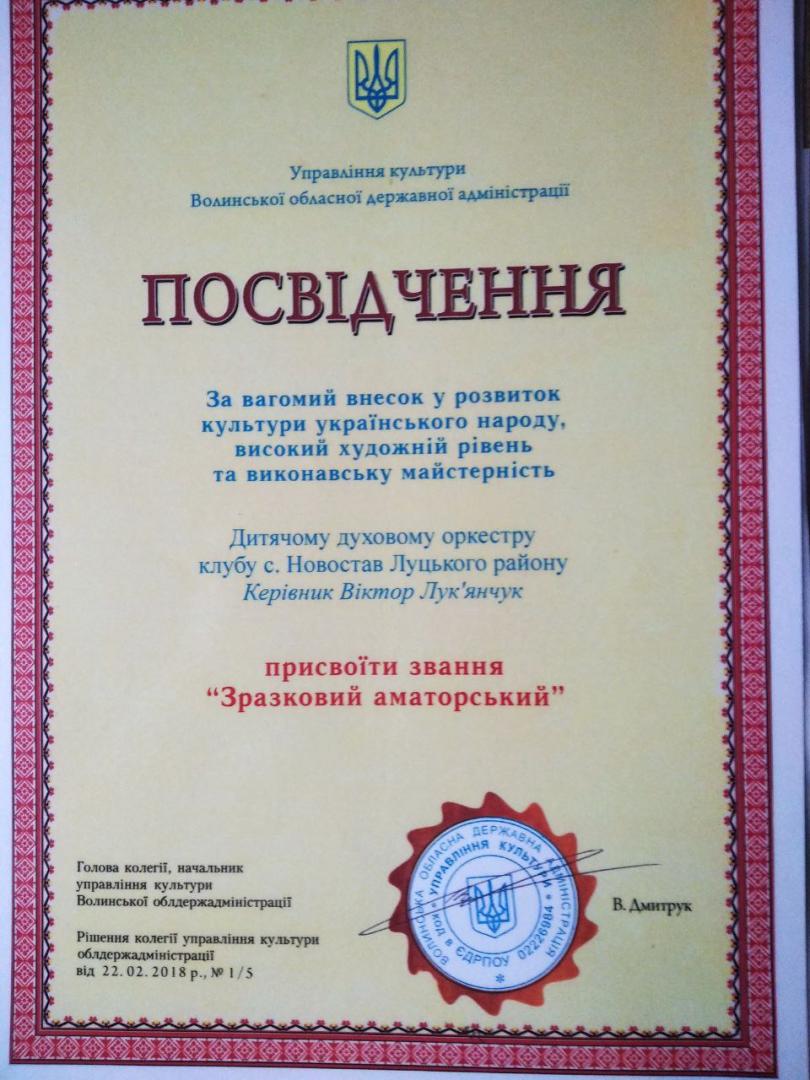 Управління культури
Волинської обласної державної адміністрації
ПОСВІДЧЕННЯ
За вагомий внесок у розвиток
культури українського народу,
високий художній рівень
та виконавську майстерність
Дитячому духовому оркестру
клубу с. Новостав Луцького району
Керівник Віктор Лук'янчук
присвоїти звання
“Зразковий аматорський”
Голова колегії, начальник
управління культури
Волинської облдержадміністрації
В. Дмитрук
Рішення колегії управління культури
облдержадміністрації
від 22.02.2018 р., № 1/5
ВОЛИНСЬКА ОБЛАСНА ДЕРЖАВНА АДМІНІСТРАЦІЯ
УПРАВЛІННЯ КУЛЬТУРИ
* код в ЄДРПОУ 02226984 *